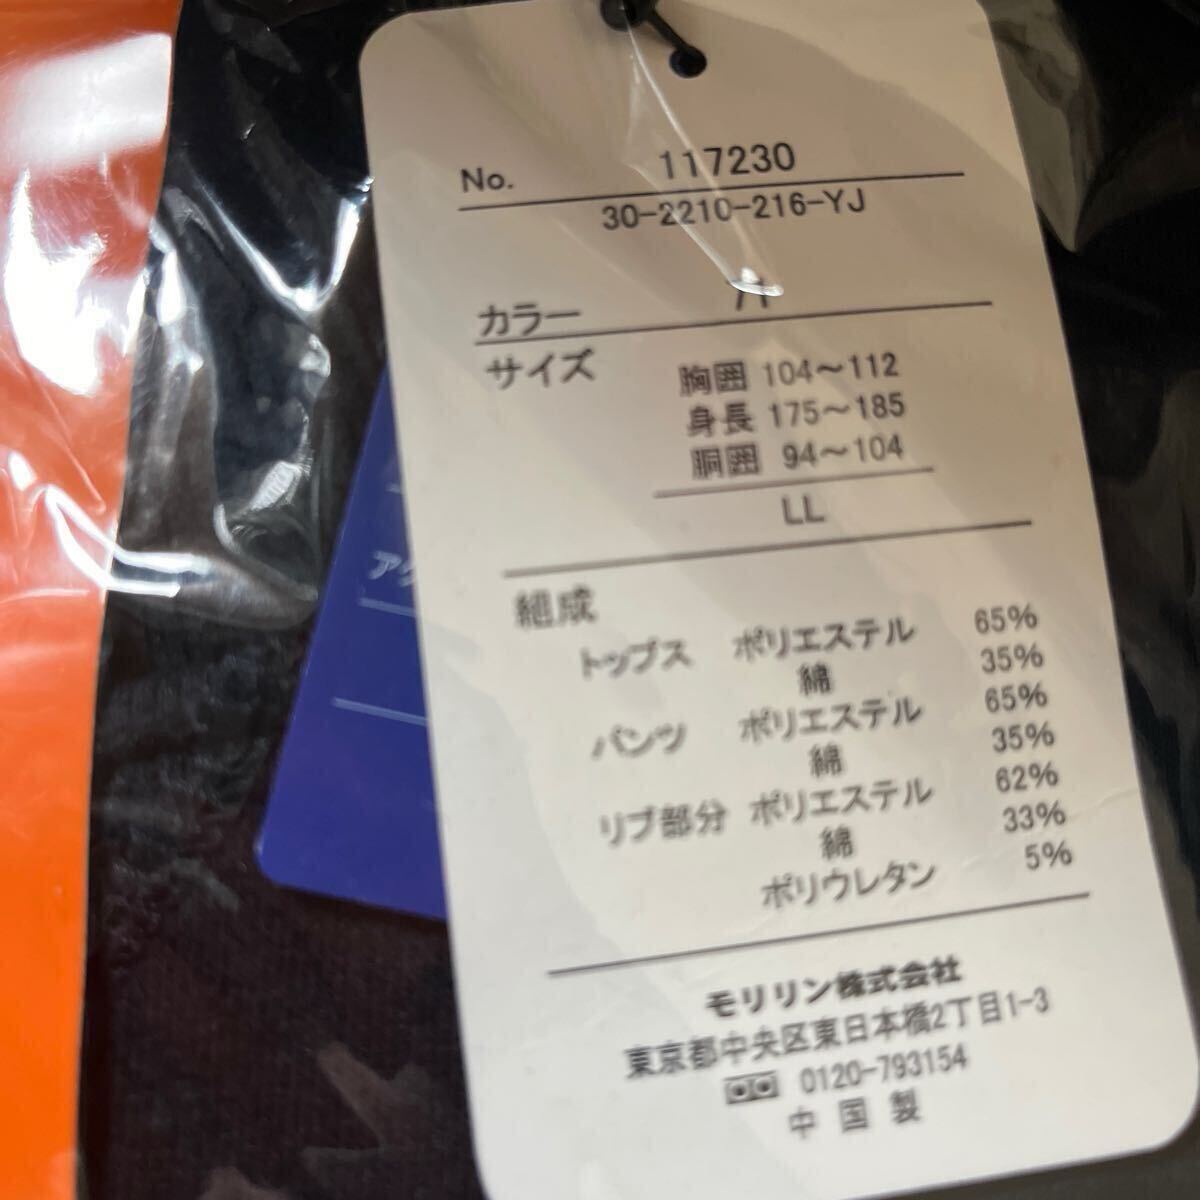 No. 117230
30-2210-216-YJ
カラー 71
サイズ 胸囲 104～112
身長 175～185
胴囲 94～104
LL
組成
トップス ポリエステル 65%
綿 35%
パンツ ポリエステル 65%
綿 35%
リブ部分 ポリエステル 62%
綿 33%
ポリウレタン 5%
モリリン株式会社
東京都中央区東日本橋2丁目1-3
0120-793154
中国製